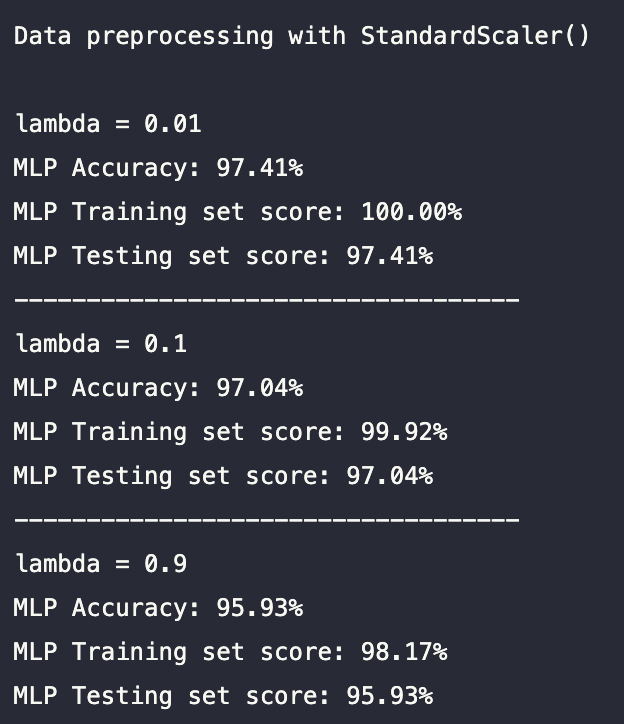 Data preprocessing with StandardScaler()
lambda = 0.01
MLP Accuracy: 97.41%
MLP Training set score: 100.00%
MLP Testing set score: 97.41%
-----------------------------------
lambda = 0.1
MLP Accuracy: 97.04%
MLP Training set score: 99.92%
MLP Testing set score: 97.04%
-----------------------------------
lambda = 0.9
MLP Accuracy: 95.93%
MLP Training set score: 98.17%
MLP Testing set score: 95.93%